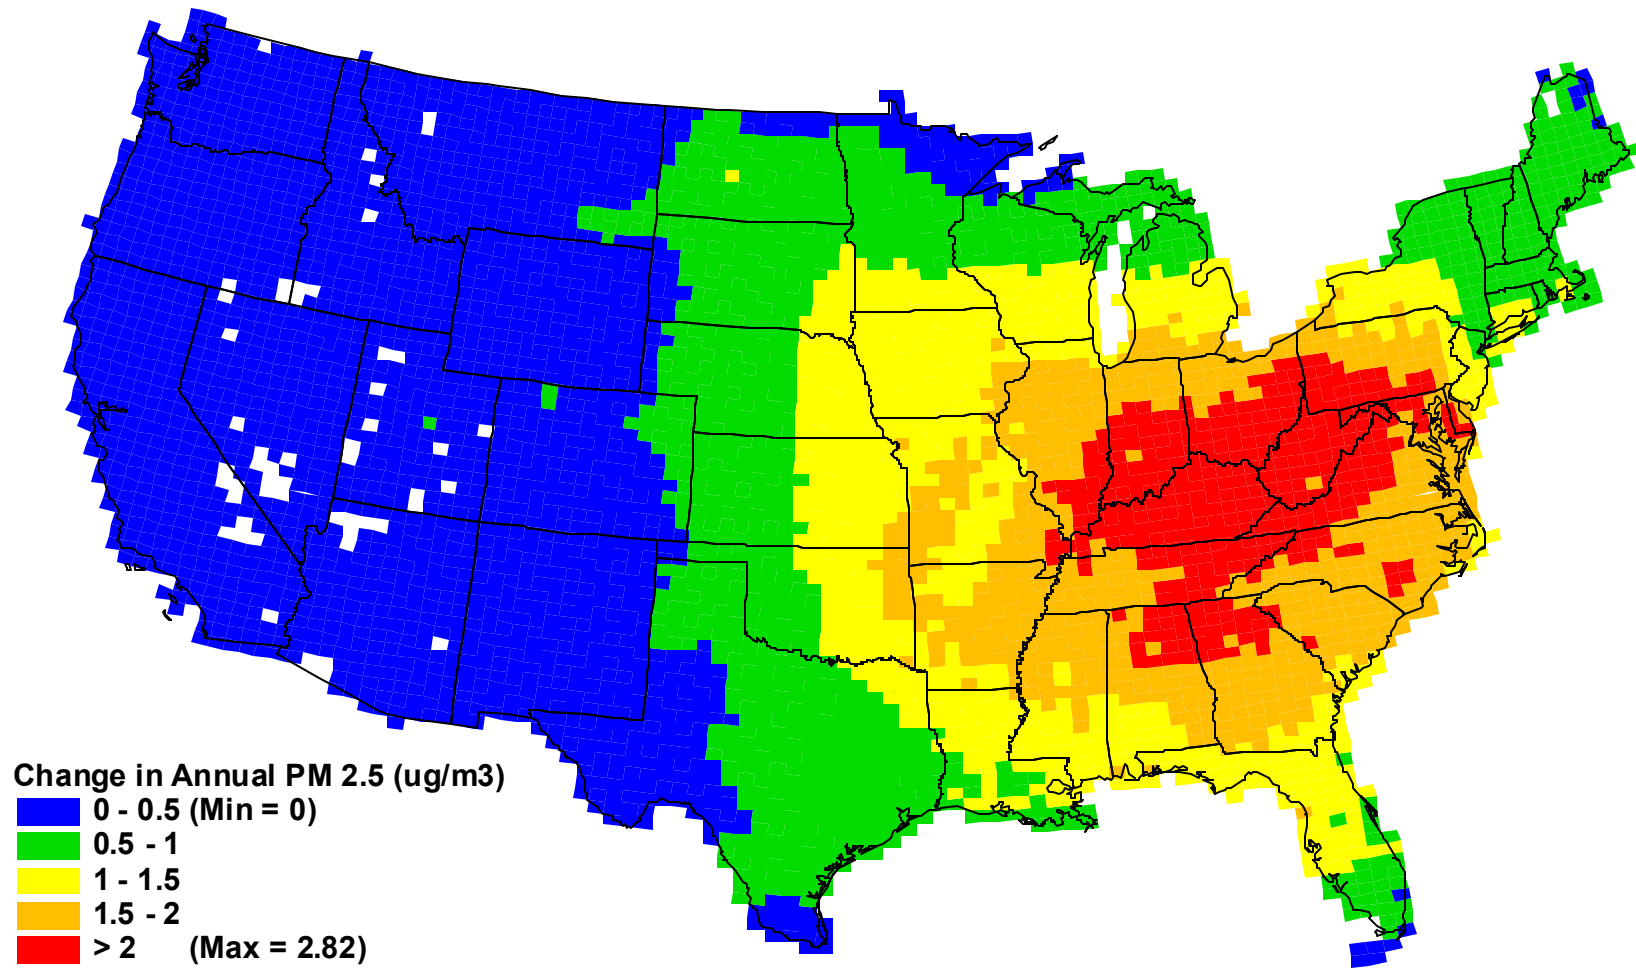 Change in Annual PM 2.5 (ug/m3)
0 - 0.5 (Min = 0)
0.5 - 1
1 - 1.5
1.5 - 2
> 2 (Max = 2.82)